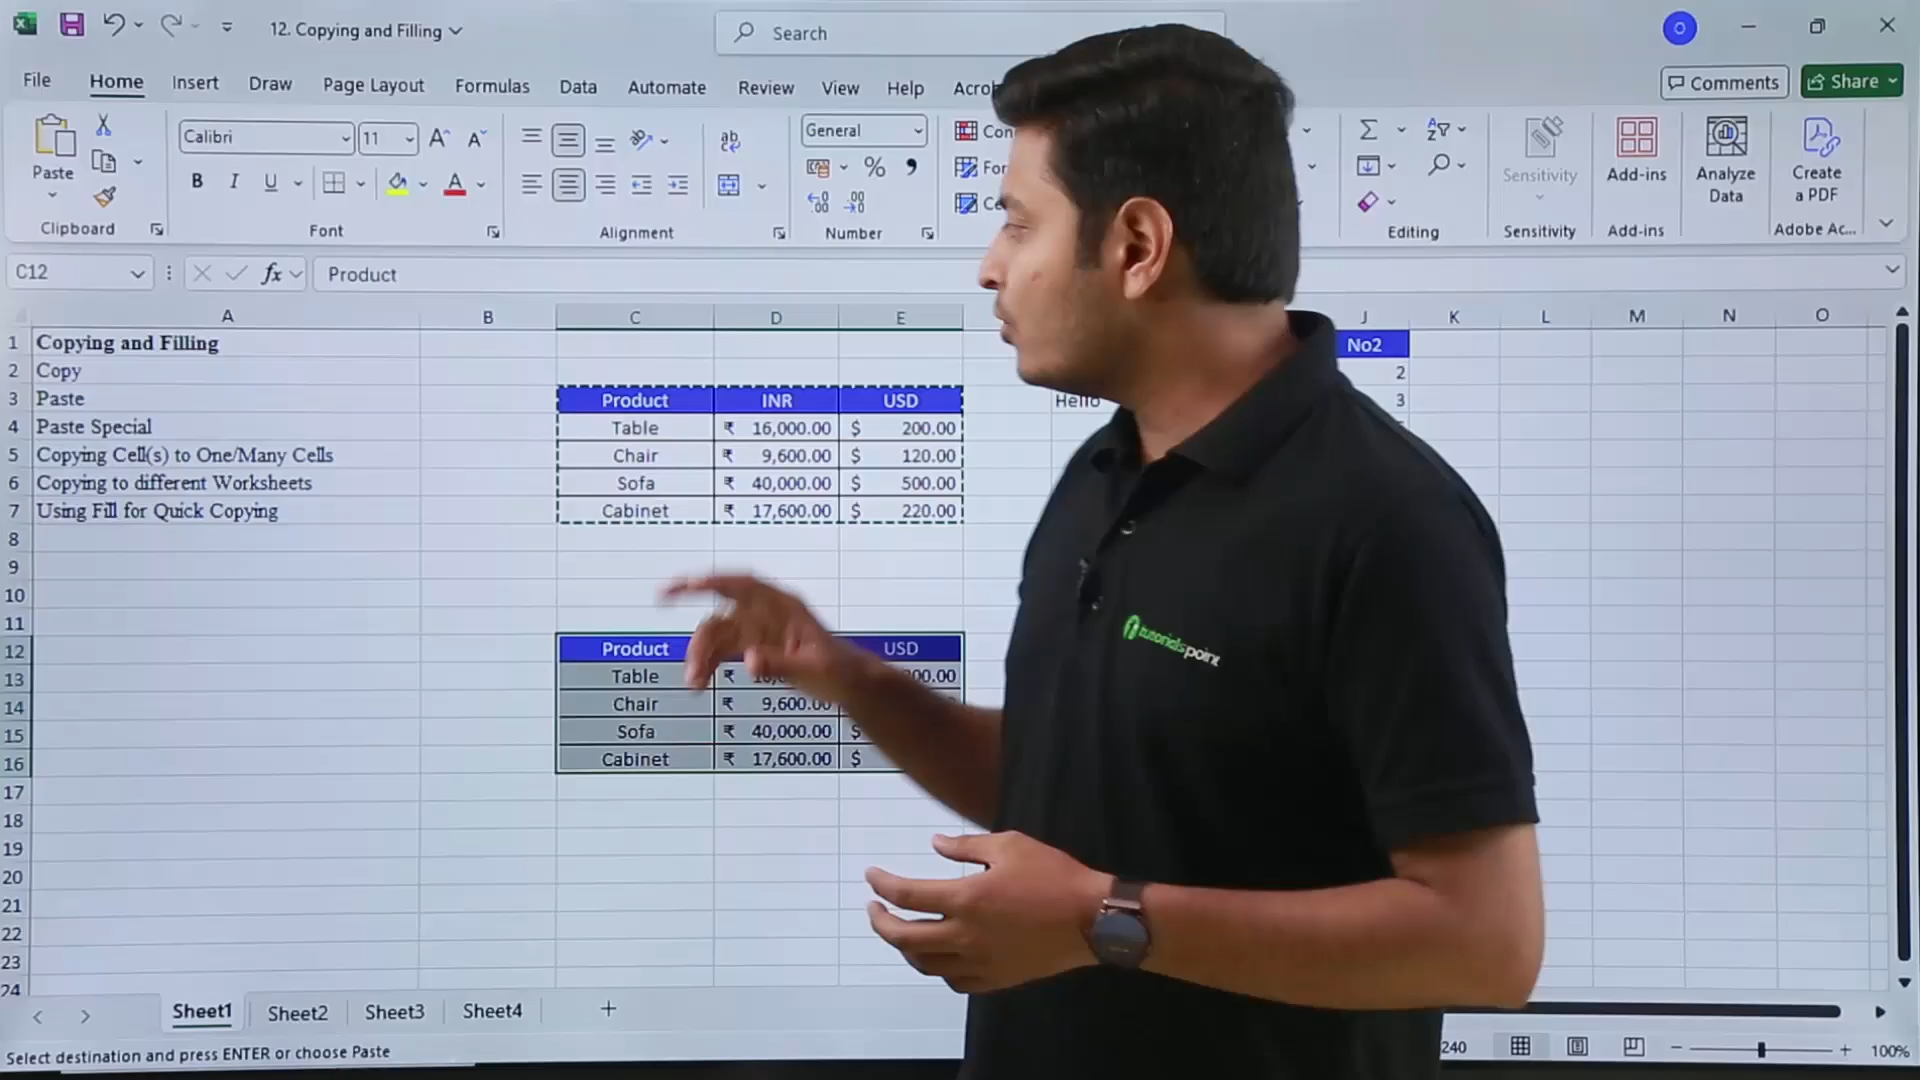 12. Copying and Filling
Search
File Home Insert Draw Page Layout Formulas Data Automate Review View Help
Comments
Share
Paste
Calibri
11
B I U
ab
General
Sensitivity
Add-ins
Analyze Data
Create a PDF
Clipboard
Font
Alignment
Number
Editing
Sensitivity
Add-ins
Adobe Ac...
C12
fx
Product
A B C D E J K L M N O
1 Copying and Filling No2
2 Copy 2
3 Paste Product INR USD Hello 3
4 Paste Special Table ₹ 16,000.00 $ 200.00
5 Copying Cell(s) to One/Many Cells Chair ₹ 9,600.00 $ 120.00
6 Copying to different Worksheets Sofa ₹ 40,000.00 $ 500.00
7 Using Fill for Quick Copying Cabinet ₹ 17,600.00 $ 220.00
8
9
10
11
12 Product USD
13 Table ₹
14 Chair ₹ 9,600.00
15 Sofa ₹ 40,000.00 $
16 Cabinet ₹ 17,600.00 $
17
18
19
20
21
22
23
24
tutorialspoint
Sheet1 Sheet2 Sheet3 Sheet4
Select destination and press ENTER or choose Paste
240
100%